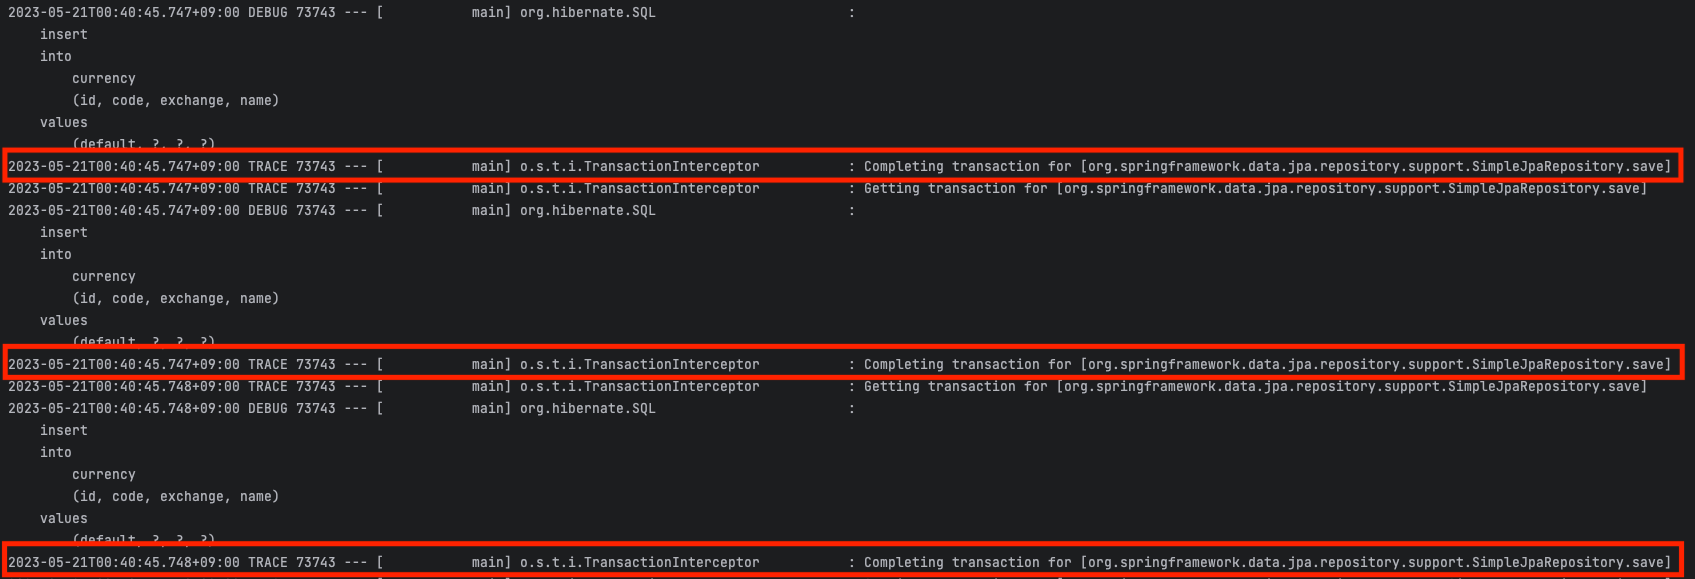 2023-05-21T00:40:45.747+09:00 DEBUG 73743 --- [           main] org.hibernate.SQL                        :
    insert
    into
        currency
        (id, code, exchange, name)
    values
        (default, ?, ?, ?)
2023-05-21T00:40:45.747+09:00 TRACE 73743 --- [           main] o.s.t.i.TransactionInterceptor           : Completing transaction for [org.springframework.data.jpa.repository.support.SimpleJpaRepository.save]
2023-05-21T00:40:45.747+09:00 TRACE 73743 --- [           main] o.s.t.i.TransactionInterceptor           : Getting transaction for [org.springframework.data.jpa.repository.support.SimpleJpaRepository.save]
2023-05-21T00:40:45.747+09:00 DEBUG 73743 --- [           main] org.hibernate.SQL                        :
    insert
    into
        currency
        (id, code, exchange, name)
    values
        (default, ?, ?, ?)
2023-05-21T00:40:45.747+09:00 TRACE 73743 --- [           main] o.s.t.i.TransactionInterceptor           : Completing transaction for [org.springframework.data.jpa.repository.support.SimpleJpaRepository.save]
2023-05-21T00:40:45.748+09:00 TRACE 73743 --- [           main] o.s.t.i.TransactionInterceptor           : Getting transaction for [org.springframework.data.jpa.repository.support.SimpleJpaRepository.save]
2023-05-21T00:40:45.748+09:00 DEBUG 73743 --- [           main] org.hibernate.SQL                        :
    insert
    into
        currency
        (id, code, exchange, name)
    values
        (default, ?, ?, ?)
2023-05-21T00:40:45.748+09:00 TRACE 73743 --- [           main] o.s.t.i.TransactionInterceptor           : Completing transaction for [org.springframework.data.jpa.repository.support.SimpleJpaRepository.save]